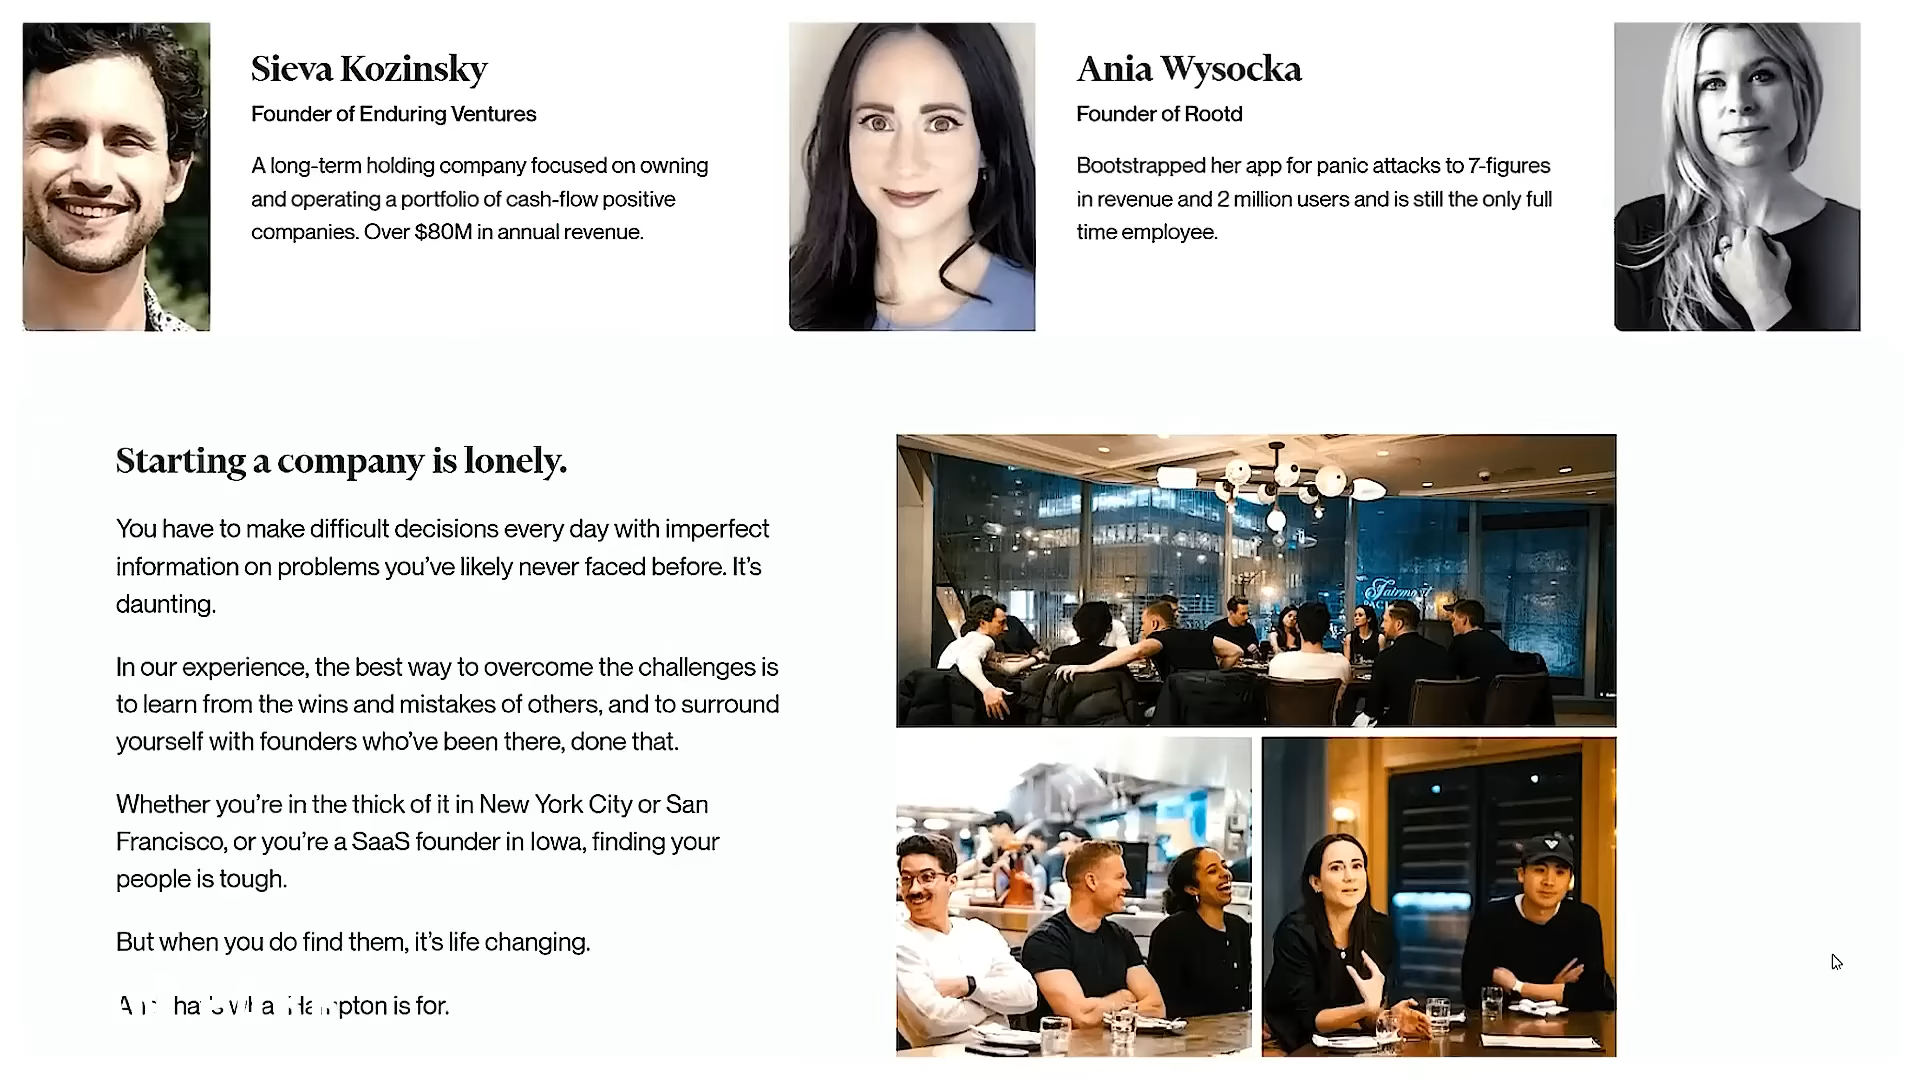 Sieva Kozinsky
Founder of Enduring Ventures
A long-term holding company focused on owning
and operating a portfolio of cash-flow positive
companies. Over $80M in annual revenue.
Ania Wysocka
Founder of Rootd
Bootstrapped her app for panic attacks to 7-figures
in revenue and 2 million users and is still the only full
time employee.
Starting a company is lonely.
You have to make difficult decisions every day with imperfect
information on problems you’ve likely never faced before. It’s
daunting.
In our experience, the best way to overcome the challenges is
to learn from the wins and mistakes of others, and to surround
yourself with founders who’ve been there, done that.
Whether you’re in the thick of it in New York City or San
Francisco, or you’re a SaaS founder in Iowa, finding your
people is tough.
But when you do find them, it’s life changing.
is for.
Fairmont